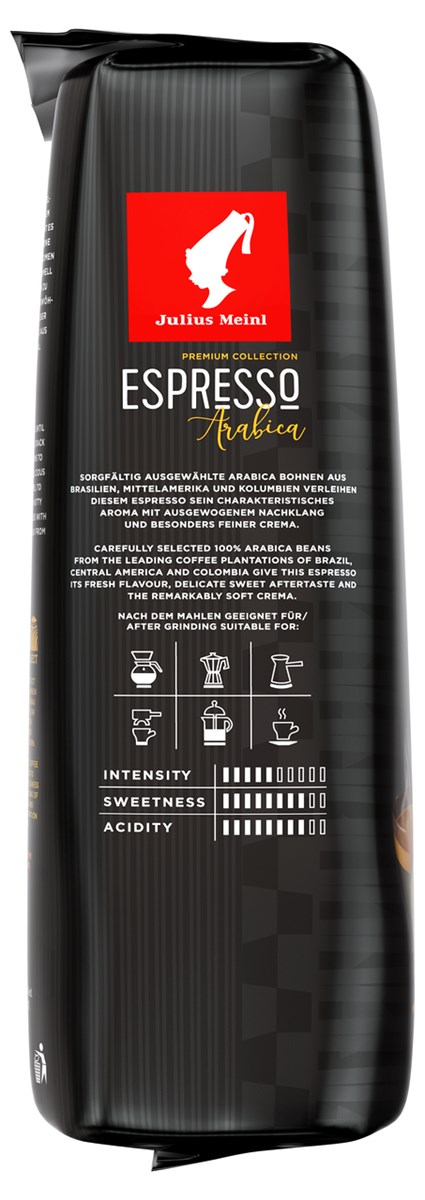 Julius Meinl
PREMIUM COLLECTION
ESPRESSO
Arabica
SORGFÄLTIG AUSGEWÄHLTE ARABICA BOHNEN AUS
BRASILIEN, MITTELAMERIKA UND KOLUMBIEN VERLEIHEN
DIESEM ESPRESSO SEIN CHARAKTERISTISCHES
AROMA MIT AUSGEWOGENEM NACHKLANG
UND BESONDERS FEINER CREMA.
CAREFULLY SELECTED 100% ARABICA BEANS
FROM THE LEADING COFFEE PLANTATIONS OF BRAZIL,
CENTRAL AMERICA AND COLOMBIA GIVE THIS ESPRESSO
ITS FRESH FLAVOUR, DELICATE SWEET AFTERTASTE AND
THE REMARKABLY SOFT CREMA.
NACH DEM MAHLEN GEEIGNET FÜR/
AFTER GRINDING SUITABLE FOR:
INTENSITY
SWEETNESS
ACIDITY